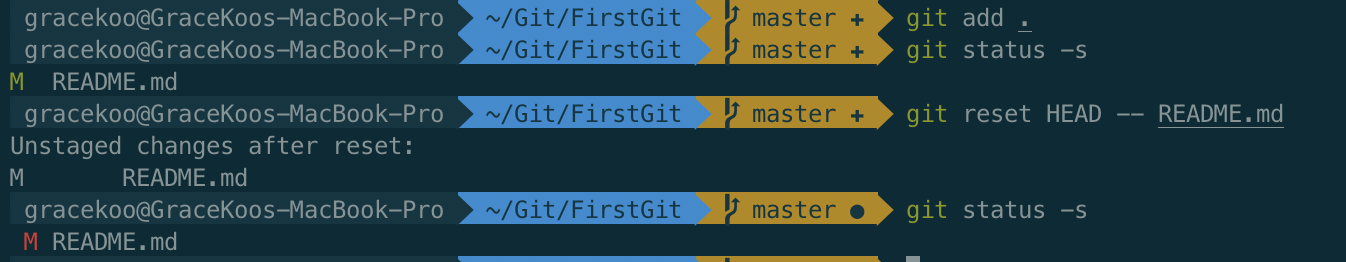 gracekoo@GraceKoos-MacBook-Pro ~/Git/FirstGit master + git add .
gracekoo@GraceKoos-MacBook-Pro ~/Git/FirstGit master + git status -s
M  README.md
gracekoo@GraceKoos-MacBook-Pro ~/Git/FirstGit master + git reset HEAD -- README.md
Unstaged changes after reset:
M       README.md
gracekoo@GraceKoos-MacBook-Pro ~/Git/FirstGit master ● git status -s
 M README.md